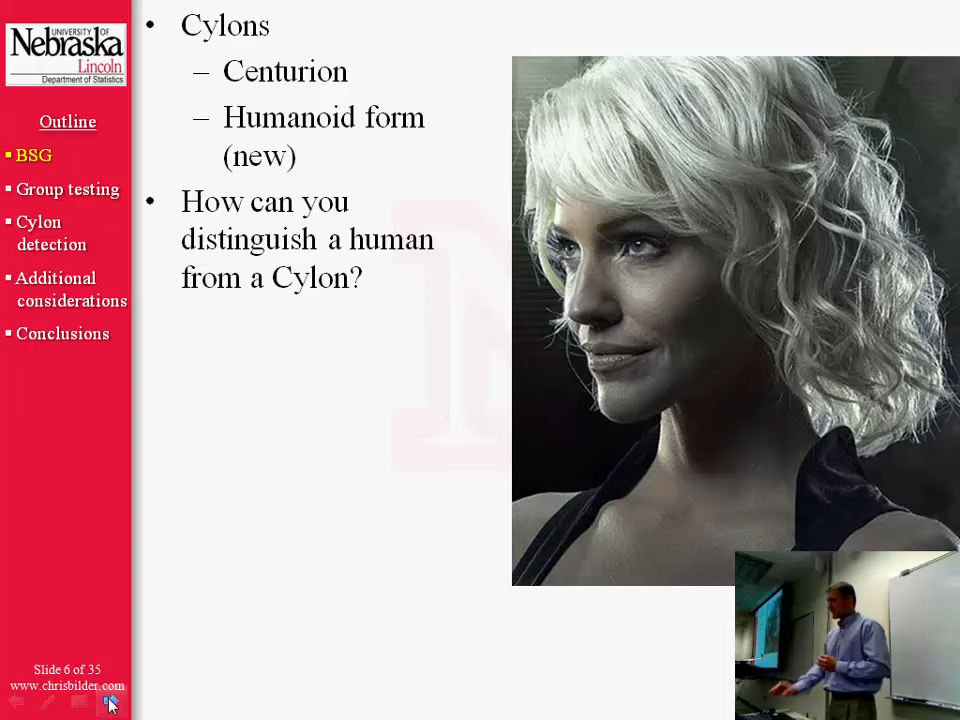 UNIVERSITY OF
Nebraska
Lincoln
Department of Statistics
Outline
▪ BSG
▪ Group testing
▪ Cylon
detection
▪ Additional
considerations
▪ Conclusions
Slide 6 of 35
www.chrisbilder.com
• Cylons
– Centurion
– Humanoid form
(new)
• How can you
distinguish a human
from a Cylon?
N